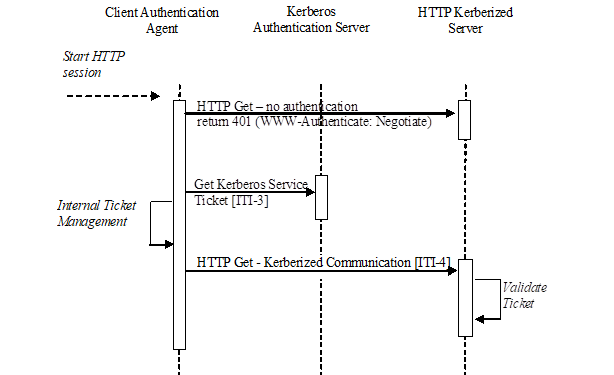 Client Authentication
Agent
Kerberos
Authentication Server
HTTP Kerberized
Server
Start HTTP
session
HTTP Get – no authentication
return 401 (WWW-Authenticate: Negotiate)
Get Kerberos Service
Ticket [ITI-3]
Internal Ticket
Management
HTTP Get - Kerberized Communication [ITI-4]
Validate
Ticket